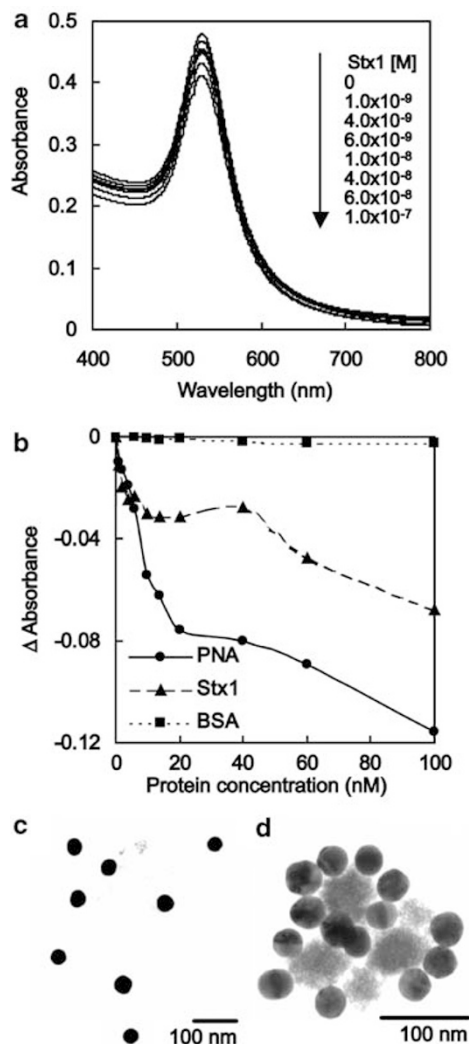 a
0.5
0.4
0.3
0.2
0.1
0
Absorbance
Stx1 [M]
0
1.0x10⁻⁹
4.0x10⁻⁹
6.0x10⁻⁹
1.0x10⁻⁸
4.0x10⁻⁸
6.0x10⁻⁸
1.0x10⁻⁷
400 500 600 700 800
Wavelength (nm)
b
0
-0.04
-0.08
-0.12
Δ Absorbance
PNA
Stx1
BSA
0 20 40 60 80 100
Protein concentration (nM)
c
100 nm
d
100 nm